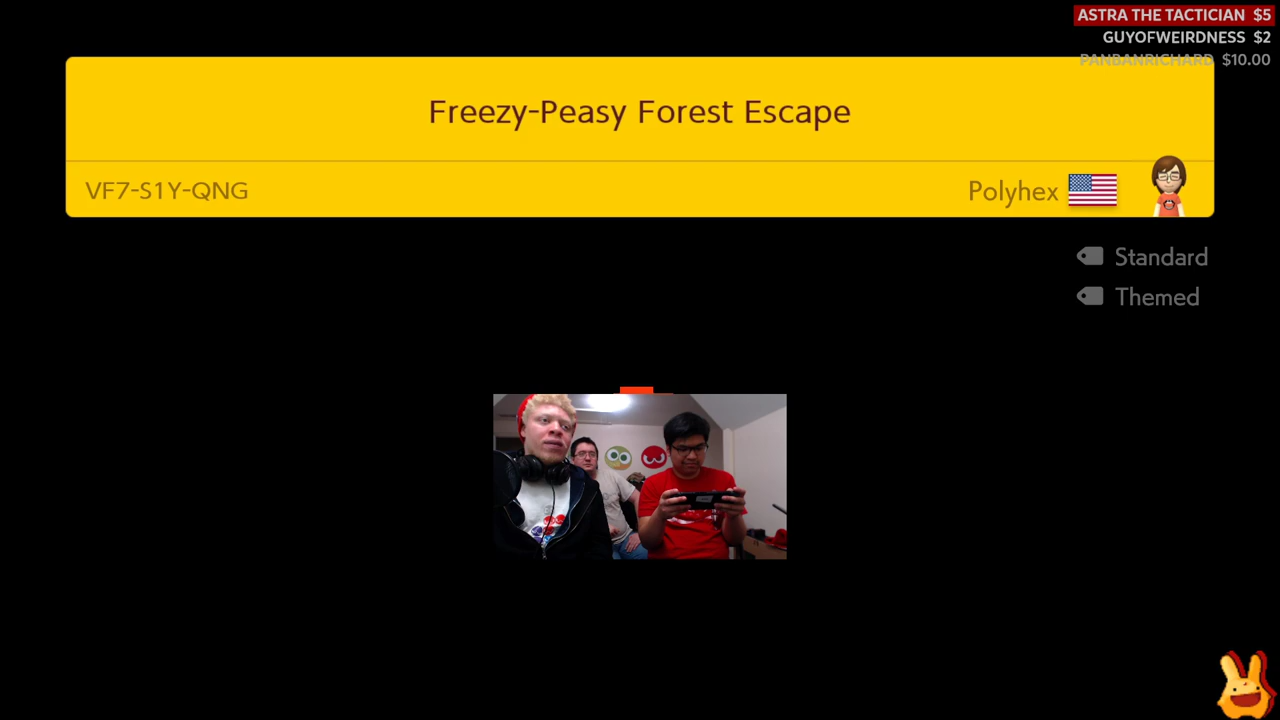 ASTRA THE TACTICIAN $5
GUYOFWEIRDNESS $2
PANBANRICHARD $10.00
Freezy-Peasy Forest Escape
VF7-S1Y-QNG
Polyhex
Standard
Themed